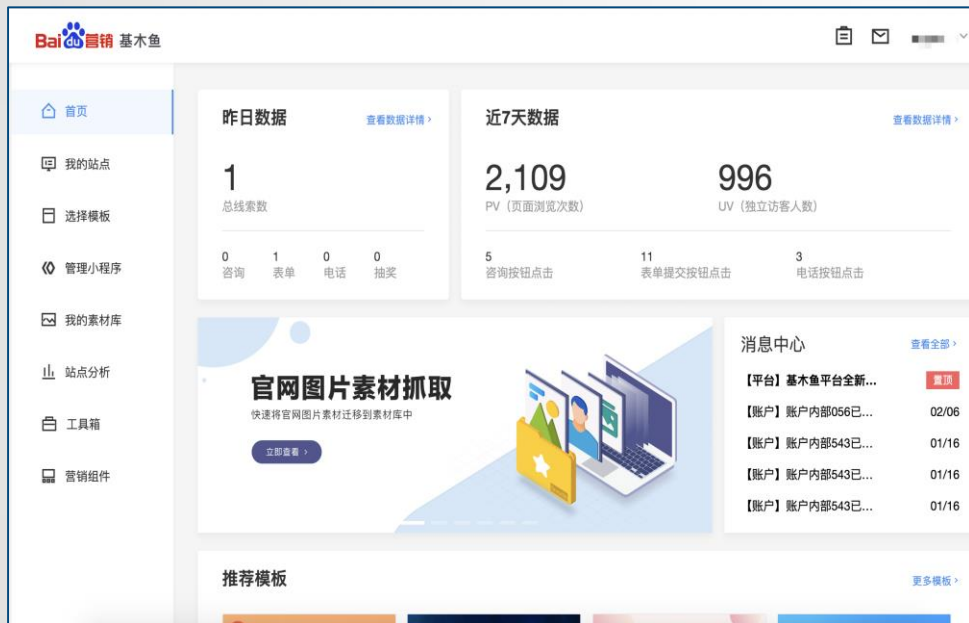 Bai du 营销 基木鱼
首页
我的站点
选择模板
管理小程序
我的素材库
站点分析
工具箱
营销组件
昨日数据 查看数据详情 >
1
总线索数
0 1 0 0
咨询 表单 电话 抽奖
近7天数据 查看数据详情 >
2,109 996
PV（页面浏览次数） UV（独立访客人数）
5 11 3
咨询按钮点击 表单提交按钮点击 电话按钮点击
官网图片素材抓取
快速将官网图片素材迁移到素材库中
立即查看 >
消息中心 查看全部 >
【平台】基木鱼平台全新... 置顶
【账户】账户内部056已... 02/06
【账户】账户内部543已... 01/16
【账户】账户内部543已... 01/16
【账户】账户内部543已... 01/16
推荐模板 更多模板 >